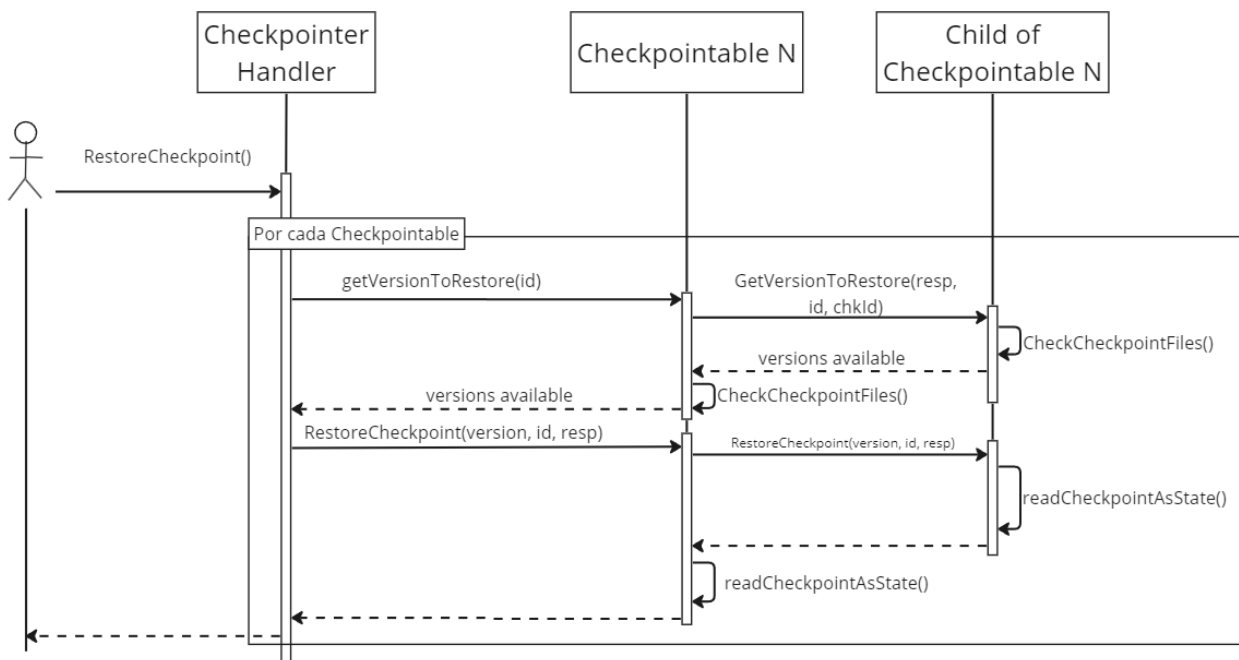 Checkpointer
Handler
Checkpointable N
Child of
Checkpointable N
RestoreCheckpoint()
Por cada Checkpointable
getVersionToRestore(id)
GetVersionToRestore(resp,
id, chkId)
CheckCheckpointFiles()
versions available
CheckCheckpointFiles()
versions available
RestoreCheckpoint(version, id, resp)
RestoreCheckpoint(version, id, resp)
readCheckpointAsState()
readCheckpointAsState()